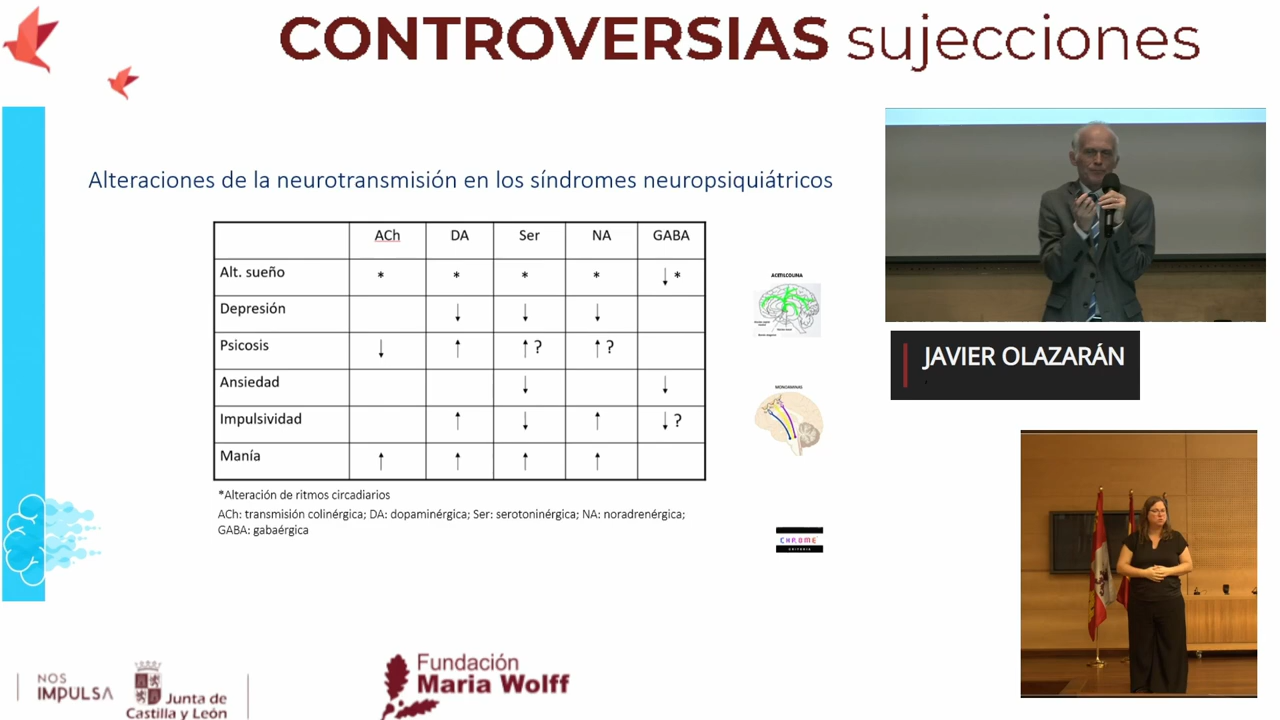 CONTROVERSIAS sujecciones
Alteraciones de la neurotransmisión en los síndromes neuropsiquiátricos
ACh DA Ser NA GABA
Alt. sueño * * * * ↓*
Depresión ↓ ↓ ↓
Psicosis ↓ ↑ ↑? ↑?
Ansiedad ↓ ↓
Impulsividad ↑ ↓ ↑ ↓?
Manía ↑ ↑ ↑ ↑
*Alteración de ritmos circadiarios
ACh: transmisión colinérgica; DA: dopaminérgica; Ser: serotoninérgica; NA: noradrenérgica;
GABA: gabaérgica
ACETILCOLINA
MONOAMINAS
CHROME
CRITERIA
JAVIER OLAZARÁN
NOS
IMPULSA
Junta de
Castilla y León
Fundación
Maria Wolff